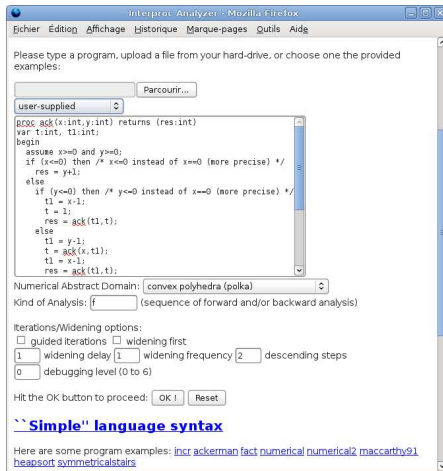 Interproc Analyzer - Mozilla Firefox
Fichier Édition Affichage Historique Marque-pages Outils Aide
Please type a program, upload a file from your hard-drive, or choose one the provided
examples:
Parcourir...
user-supplied
proc ack(x:int,y:int) returns (res:int)
var t:int, t1:int;
begin
assume x>=0 and y>=0;
if (x<=0) then /* x<=0 instead of x==0 (more precise) */
res = y+1;
else
if (y<=0) then /* y<=0 instead of x==0 (more precise) */
t1 = x-1;
t = 1;
res = ack(t1,t);
else
t1 = y-1;
t = ack(x,t1);
t1 = x-1;
res = ack(t1,t);
Numerical Abstract Domain: convex polyhedra (polka)
Kind of Analysis: f (sequence of forward and/or backward analysis)
Iterations/Widening options:
guided iterations widening first
1 widening delay 1 widening frequency 2 descending steps
0 debugging level (0 to 6)
Hit the OK button to proceed: OK ! Reset
``Simple'' language syntax
Here are some program examples: incr ackerman fact numerical numerical2 maccarthy91
heapsort symmetricalstairs